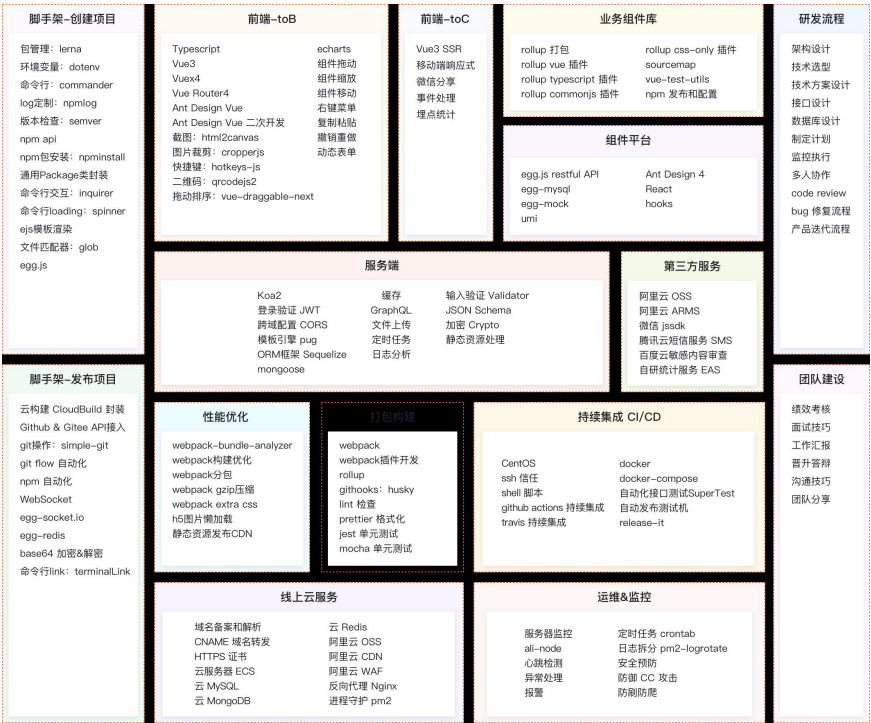 脚手架-创建项目
包管理：lerna
环境变量：dotenv
命令行：commander
log定制：npmlog
版本检查：semver
npm api
npm包安装：npminstall
通用Package类封装
命令行交互：inquirer
命令行loading：spinner
ejs模板渲染
文件匹配器：glob
egg.js
前端-toB
Typescript
Vue3
Vuex4
Vue Router4
Ant Design Vue
Ant Design Vue 二次开发
截图：html2canvas
图片裁剪：cropperjs
快捷键：hotkeys-js
二维码：qrcodejs2
拖动排序：vue-draggable-next
echarts
组件拖动
组件缩放
组件移动
右键菜单
复制粘贴
撤销重做
动态表单
前端-toC
Vue3 SSR
移动端响应式
微信分享
事件处理
埋点统计
业务组件库
rollup 打包
rollup vue 插件
rollup typescript 插件
rollup commonjs 插件
rollup css-only 插件
sourcemap
vue-test-utils
npm 发布和配置
组件平台
egg.js restful API
egg-mysql
egg-mock
umi
Ant Design 4
React
hooks
研发流程
架构设计
技术选型
技术方案设计
接口设计
数据库设计
制定计划
监控执行
多人协作
code review
bug 修复流程
产品迭代流程
服务端
Koa2
登录验证 JWT
跨域配置 CORS
模板引擎 pug
ORM框架 Sequelize
mongoose
缓存
GraphQL
文件上传
定时任务
日志分析
输入验证 Validator
JSON Schema
加密 Crypto
静态资源处理
第三方服务
阿里云 OSS
阿里云 ARMS
微信 jssdk
腾讯云短信服务 SMS
百度云敏感内容审查
自研统计服务 EAS
脚手架-发布项目
云构建 CloudBuild 封装
Github & Gitee API接入
git操作：simple-git
git flow 自动化
npm 自动化
WebSocket
egg-socket.io
egg-redis
base64 加密&解密
命令行link：terminalLink
性能优化
webpack-bundle-analyzer
webpack构建优化
webpack分包
webpack gzip压缩
webpack extra css
h5图片懒加载
静态资源发布CDN
打包构建
webpack
webpack插件开发
rollup
githooks：husky
lint 检查
prettier 格式化
jest 单元测试
mocha 单元测试
持续集成 CI/CD
CentOS
ssh 信任
shell 脚本
github actions 持续集成
travis 持续集成
docker
docker-compose
自动化接口测试SuperTest
自动发布测试机
release-it
团队建设
绩效考核
面试技巧
工作汇报
晋升答辩
沟通技巧
团队分享
线上云服务
域名备案和解析
CNAME 域名转发
HTTPS 证书
云服务器 ECS
云 MySQL
云 MongoDB
云 Redis
阿里云 OSS
阿里云 CDN
阿里云 WAF
反向代理 Nginx
进程守护 pm2
运维&监控
服务器监控
ali-node
心跳检测
异常处理
报警
定时任务 crontab
日志拆分 pm2-logrotate
安全预防
防御 CC 攻击
防刷防爬